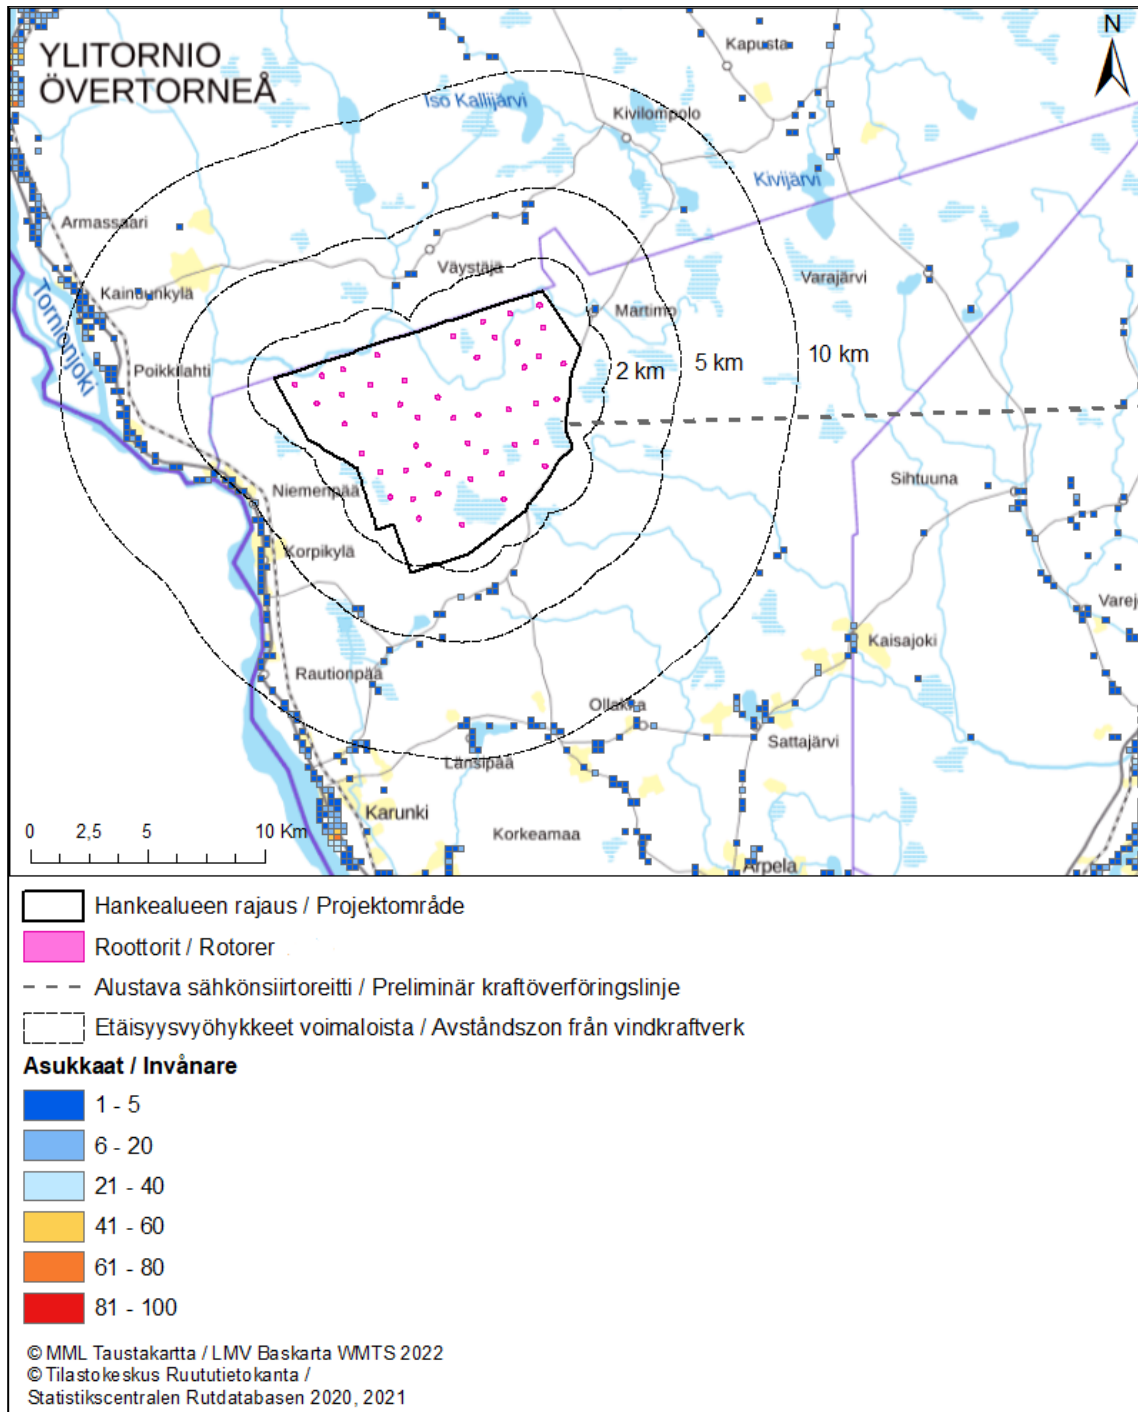 YLITORNIO
ÖVERTORNEÅ
N
Kapusta
Iso Kallijärvi
Kivilompolo
Kivijärvi
Armassaari
Väystäjä
Varajärvi
Kainuunkylä
Tornionjoki
Martimo
Poikkilahti
2 km
5 km
10 km
Niemenpää
Sihtuuna
Korpikylä
Kaisajoki
Rautionpää
Ollakka
Sattajärvi
Länsipää
Karunki
Korkeamaa
Arpela
0 2,5 5 10 Km
Hankealueen rajaus / Projektområde
Roottorit / Rotorer
Alustava sähkönsiirtoreitti / Preliminär kraftöverföringslinje
Etäisyysvyöhykkeet voimaloista / Avståndszon från vindkraftverk
Asukkaat / Invånare
1 - 5
6 - 20
21 - 40
41 - 60
61 - 80
81 - 100
© MML Taustakartta / LMV Baskarta WMTS 2022
© Tilastokeskus Ruututietokanta /
Statistikscentralen Rutdatabasen 2020, 2021